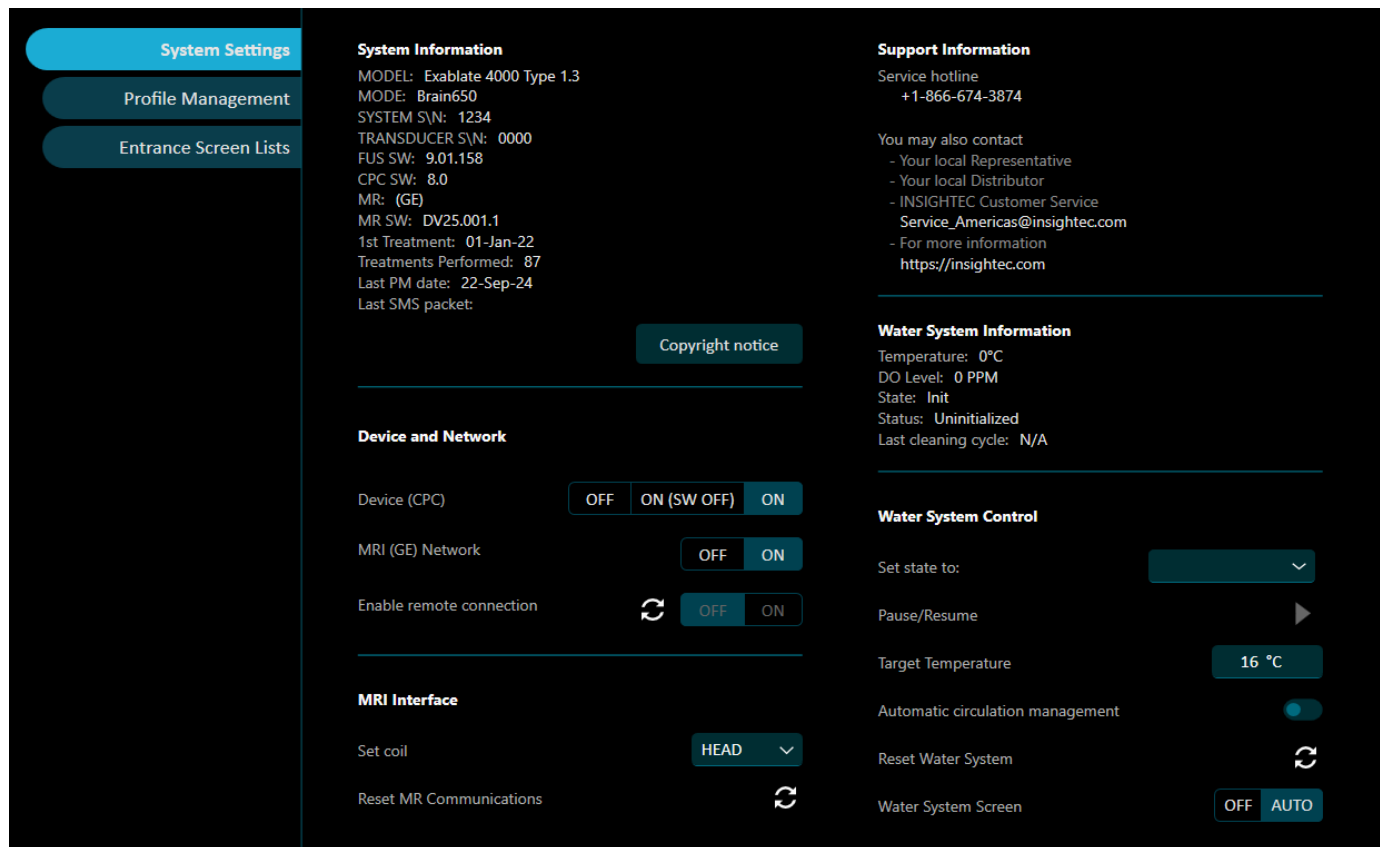 System Settings
Profile Management
Entrance Screen Lists
System Information
MODEL: Exablate 4000 Type 1.3
MODE: Brain650
SYSTEM S\N: 1234
TRANSDUCER S\N: 0000
FUS SW: 9.01.158
CPC SW: 8.0
MR: (GE)
MR SW: DV25.001.1
1st Treatment: 01-Jan-22
Treatments Performed: 87
Last PM date: 22-Sep-24
Last SMS packet:
Copyright notice
Device and Network
Device (CPC) OFF ON (SW OFF) ON
MRI (GE) Network OFF ON
Enable remote connection OFF ON
MRI Interface
Set coil HEAD
Reset MR Communications
Support Information
Service hotline
+1-866-674-3874
You may also contact
- Your local Representative
- Your local Distributor
- INSIGHTEC Customer Service
Service_Americas@insightec.com
- For more information
https://insightec.com
Water System Information
Temperature: 0°C
DO Level: 0 PPM
State: Init
Status: Uninitialized
Last cleaning cycle: N/A
Water System Control
Set state to:
Pause/Resume
Target Temperature 16 °C
Automatic circulation management
Reset Water System
Water System Screen OFF AUTO